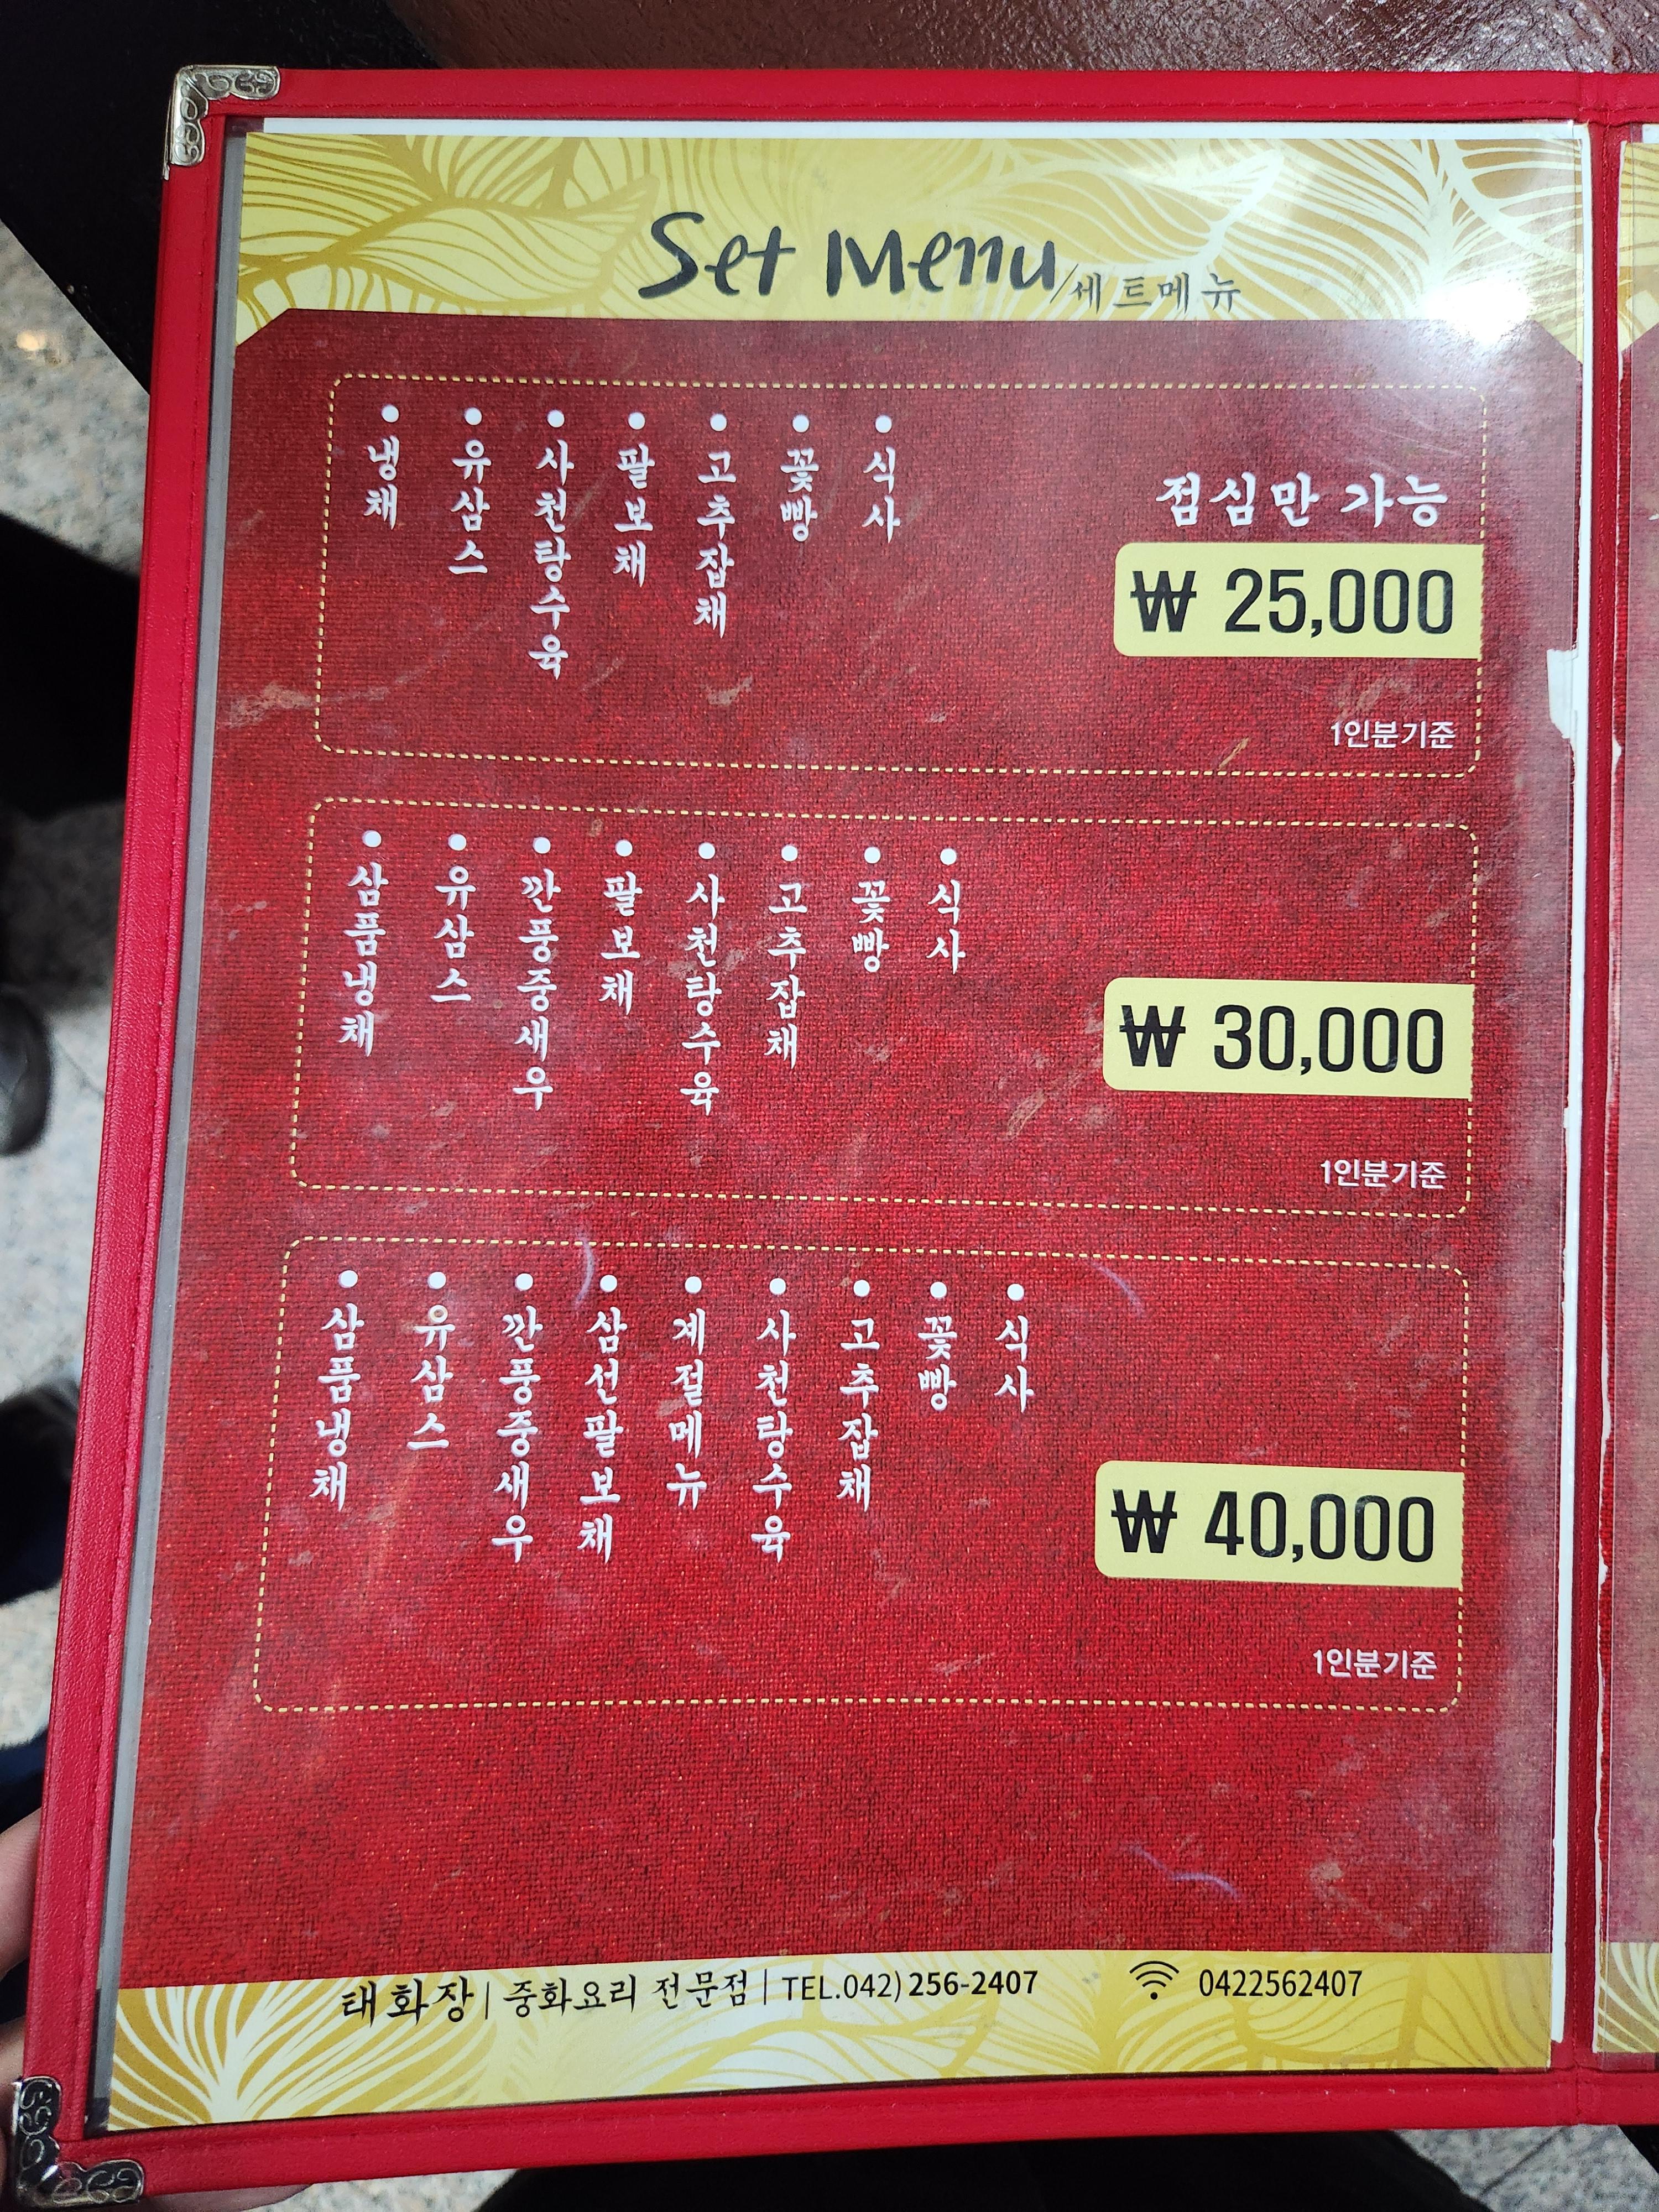 Set Menu/세트메뉴
• 냉채
• 유삼스
• 사천탕수육
• 팔보채
• 고추잡채
• 꽃빵
• 식사
점심만 가능
₩ 25,000
1인분기준
• 삼품냉채
• 유삼스
• 깐풍중새우
• 팔보채
• 사천탕수육
• 고추잡채
• 꽃빵
• 식사
₩ 30,000
1인분기준
• 삼품냉채
• 유삼스
• 깐풍중새우
• 삼선팔보채
• 계절메뉴
• 사천탕수육
• 고추잡채
• 꽃빵
• 식사
₩ 40,000
1인분기준
태화장 | 중화요리 전문점 | TEL.042) 256-2407 0422562407